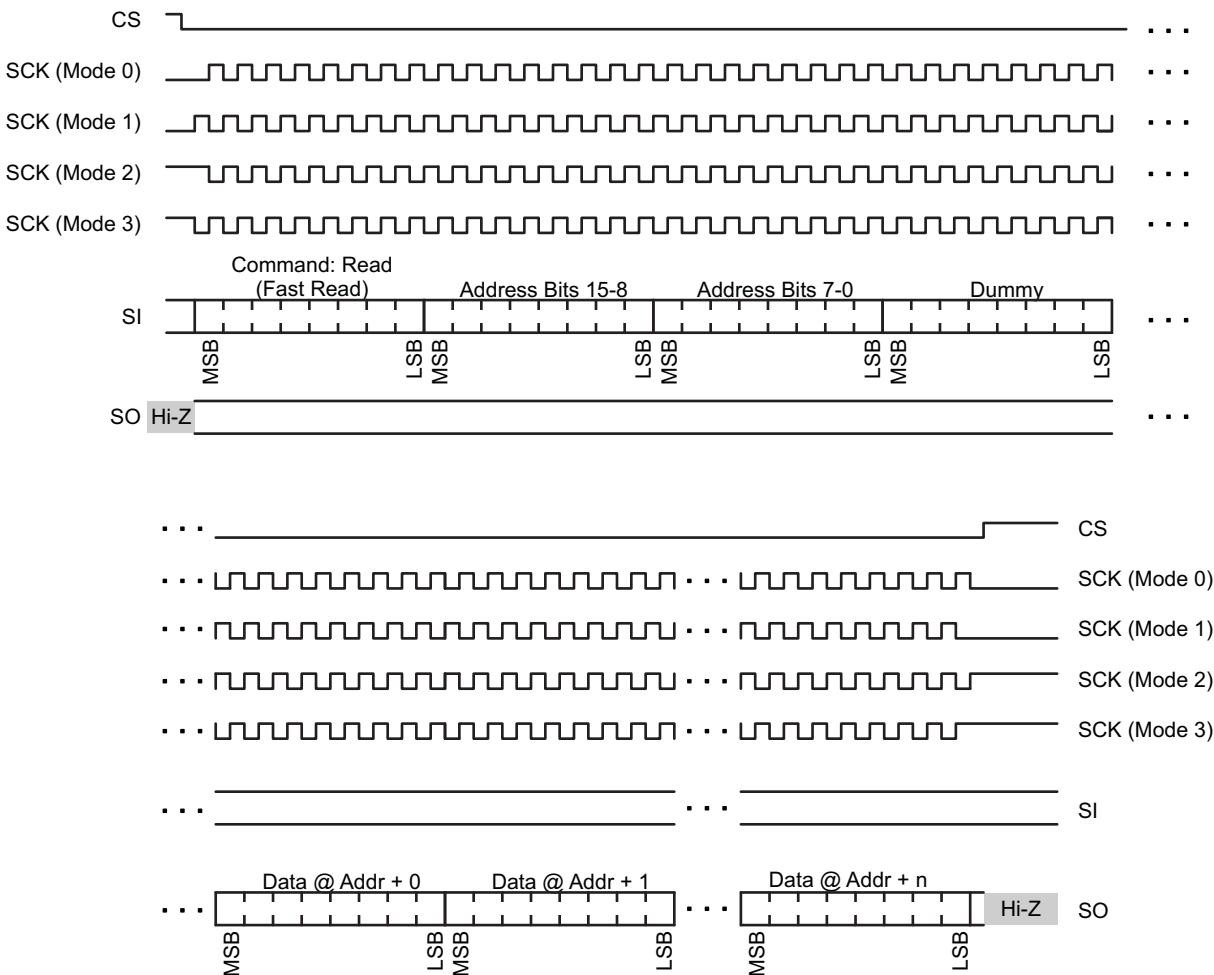 CS
. . .
SCK (Mode 0)
. . .
SCK (Mode 1)
. . .
SCK (Mode 2)
. . .
SCK (Mode 3)
. . .
Command: Read
(Fast Read)
Address Bits 15-8
Address Bits 7-0
Dummy
SI
. . .
MSB
LSB
MSB
LSB
MSB
LSB
MSB
LSB
SO
Hi-Z
. . .
. . .
CS
. . .
. . .
SCK (Mode 0)
. . .
. . .
SCK (Mode 1)
. . .
. . .
SCK (Mode 2)
. . .
. . .
SCK (Mode 3)
. . .
. . .
SI
Data @ Addr + 0
Data @ Addr + 1
Data @ Addr + n
. . .
. . .
Hi-Z
SO
MSB
LSB
MSB
LSB
MSB
LSB